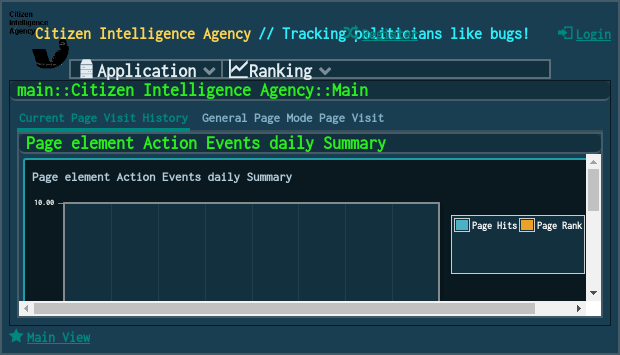 Citizen
Intelligence
Agency
Citizen Intelligence Agency // Tracking politicians like bugs!
Login
Application
Ranking
main::Citizen Intelligence Agency::Main
Current Page Visit History
General Page Mode Page Visit
Page element Action Events daily Summary
Page element Action Events daily Summary
10.00
Page Hits
Page Rank
Main View